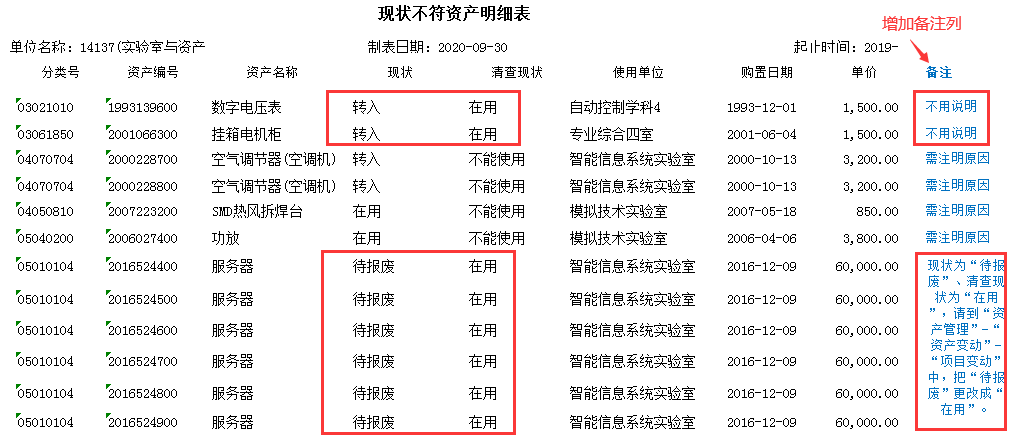 现状不符资产明细表
增加备注列
单位名称：14137(实验室与资产 制表日期：2020-09-30 起止时间：2019-
分类号 资产编号 资产名称 现状 清查现状 使用单位 购置日期 单价 备注
03021010 1993139600 数字电压表 转入 在用 自动控制学科4 1993-12-01 1,500.00 不用说明
03061850 2001066300 挂箱电机柜 转入 在用 专业综合四室 2001-06-04 1,500.00 不用说明
04070704 2000228700 空气调节器(空调机) 转入 不能使用 智能信息系统实验室 2000-10-13 3,200.00 需注明原因
04070704 2000228800 空气调节器(空调机) 转入 不能使用 智能信息系统实验室 2000-10-13 3,200.00 需注明原因
04050810 2007223200 SMD热风拆焊台 在用 不能使用 模拟技术实验室 2007-05-18 850.00 需注明原因
05040200 2006027400 功放 在用 不能使用 模拟技术实验室 2006-04-06 3,800.00 需注明原因
05010104 2016524400 服务器 待报废 在用 智能信息系统实验室 2016-12-09 60,000.00
05010104 2016524500 服务器 待报废 在用 智能信息系统实验室 2016-12-09 60,000.00
05010104 2016524600 服务器 待报废 在用 智能信息系统实验室 2016-12-09 60,000.00
05010104 2016524700 服务器 待报废 在用 智能信息系统实验室 2016-12-09 60,000.00
05010104 2016524800 服务器 待报废 在用 智能信息系统实验室 2016-12-09 60,000.00
05010104 2016524900 服务器 待报废 在用 智能信息系统实验室 2016-12-09 60,000.00
现状为“待报
废”、清查现
状为“在用
”，请到“资
产管理”-“
资产变动”-
“项目变动”
中，把“待报
废”更改成“
在用”。